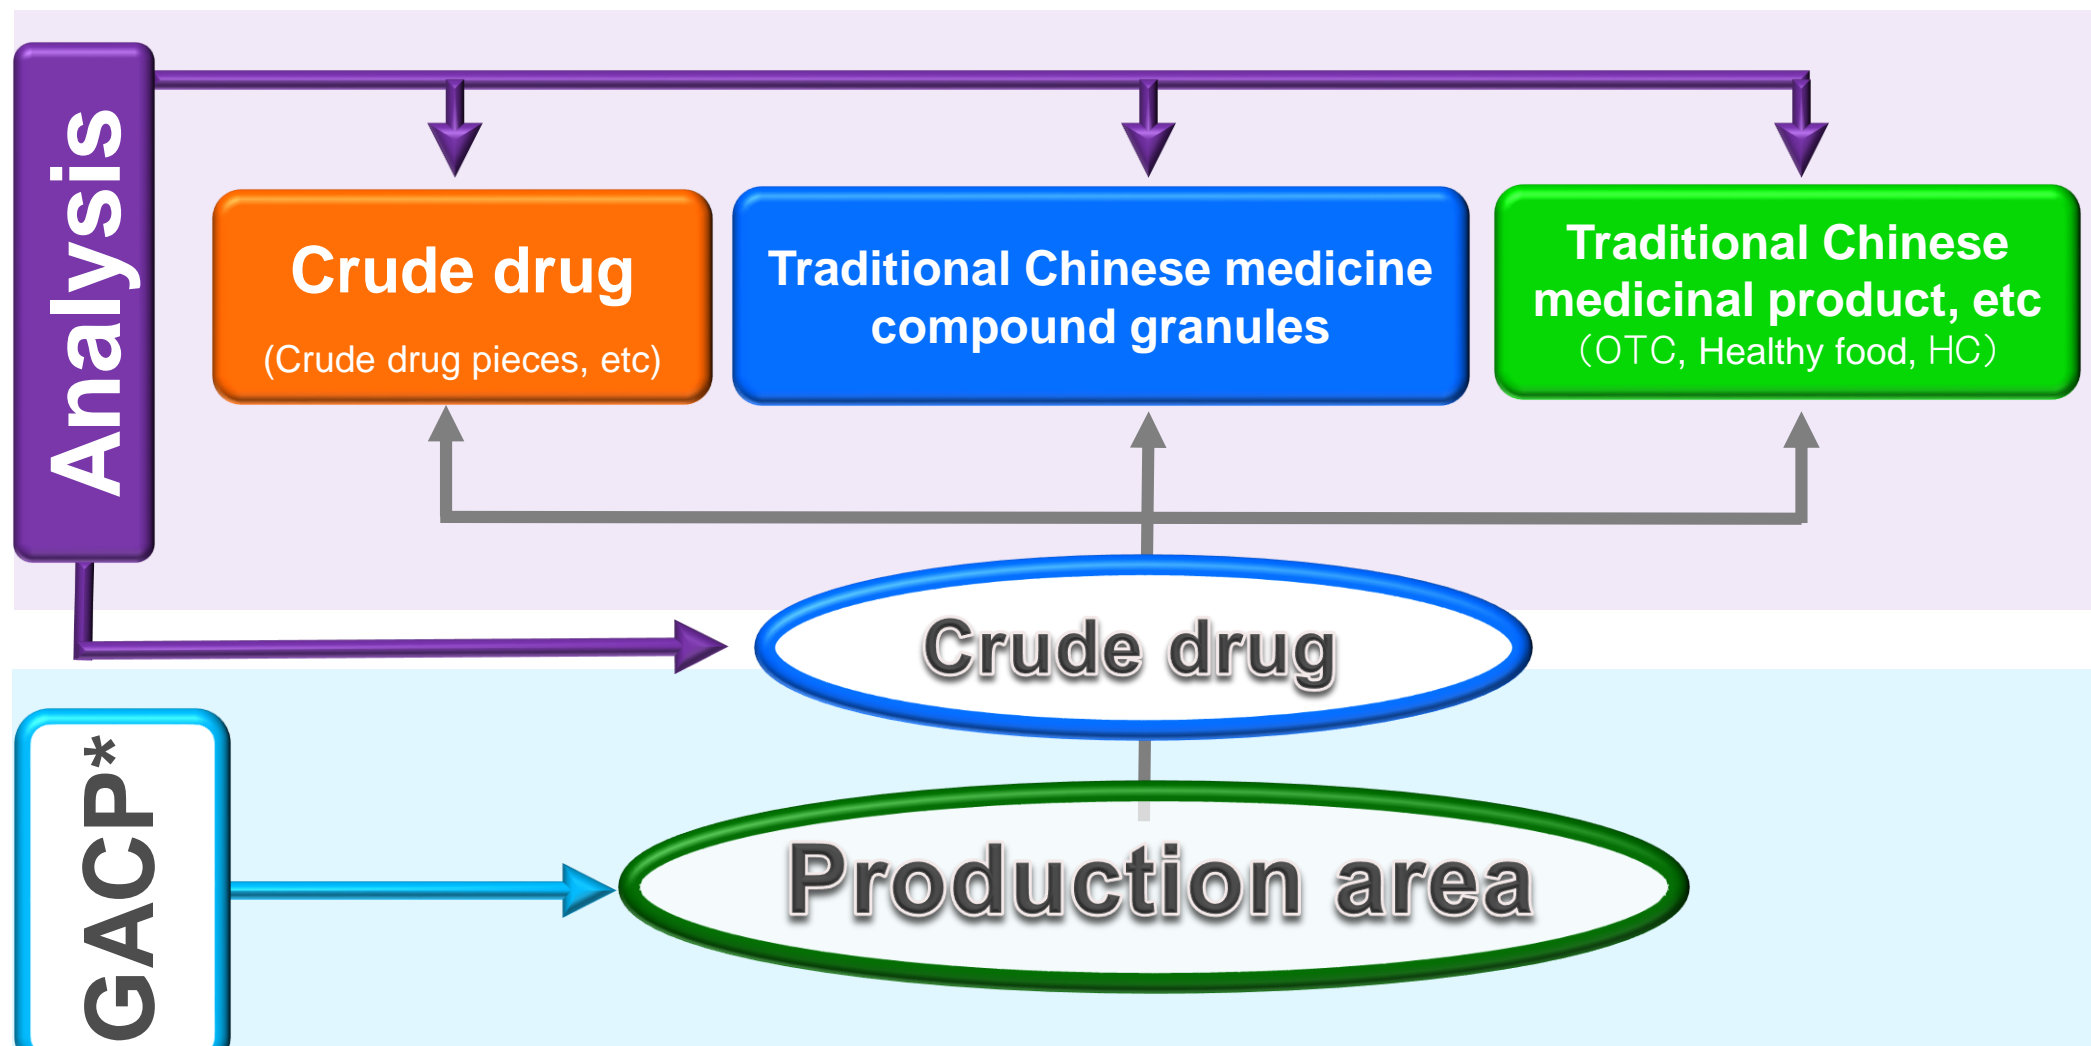 Analysis
Crude drug
(Crude drug pieces, etc)
Traditional Chinese medicine
compound granules
Traditional Chinese
medicinal product, etc
（OTC, Healthy food, HC）
Crude drug
GACP*
Production area